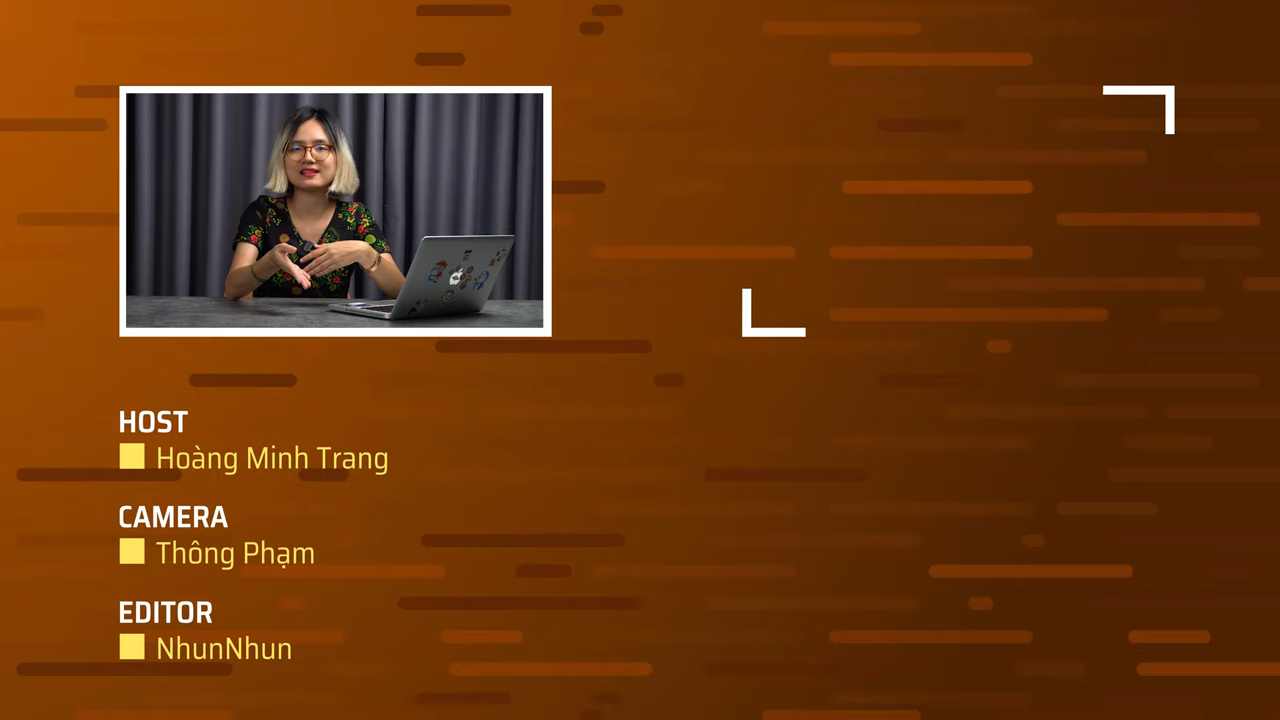 HOST
Hoàng Minh Trang
CAMERA
Thông Phạm
EDITOR
NhunNhun